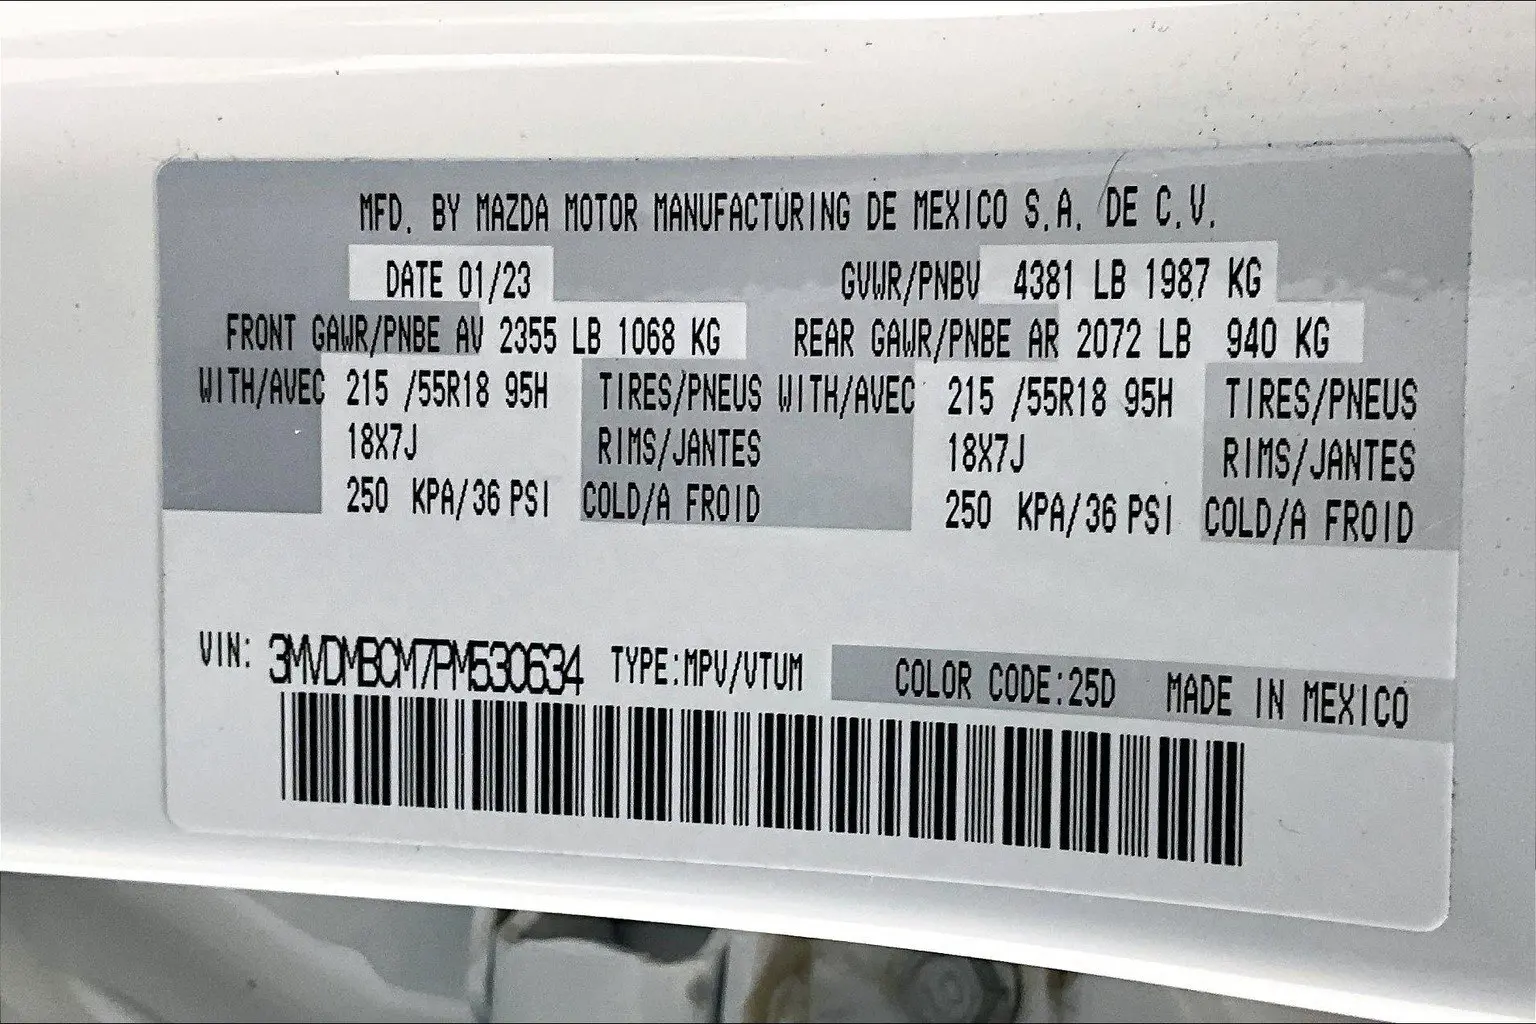 MFD. BY MAZDA MOTOR MANUFACTURING DE MEXICO S.A. DE C.V.
DATE 01/23 GVWR/PNBV 4381 LB 1987 KG
FRONT GAWR/PNBE AV 2355 LB 1068 KG REAR GAWR/PNBE AR 2072 LB 940 KG
WITH/AVEC 215 /55R18 95H TIRES/PNEUS WITH/AVEC 215 /55R18 95H TIRES/PNEUS
18X7J RIMS/JANTES 18X7J RIMS/JANTES
250 KPA/36 PSI COLD/A FROID 250 KPA/36 PSI COLD/A FROID
VIN: 3MVDMBCM7PM530634 TYPE:MPV/VTUM COLOR CODE:25D MADE IN MEXICO